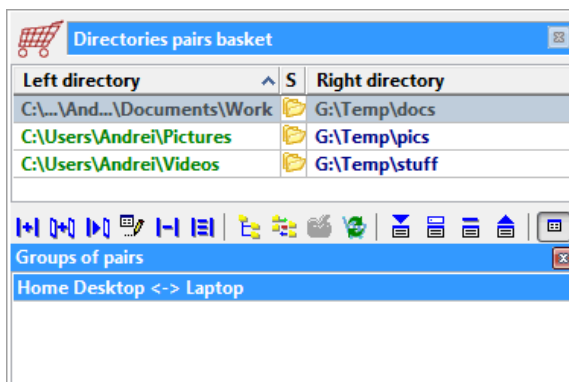 Directories pairs basket
Left directory S Right directory
C:\...\And...\Documents\Work G:\Temp\docs
C:\Users\Andrei\Pictures G:\Temp\pics
C:\Users\Andrei\Videos G:\Temp\stuff
Groups of pairs
Home Desktop <-> Laptop